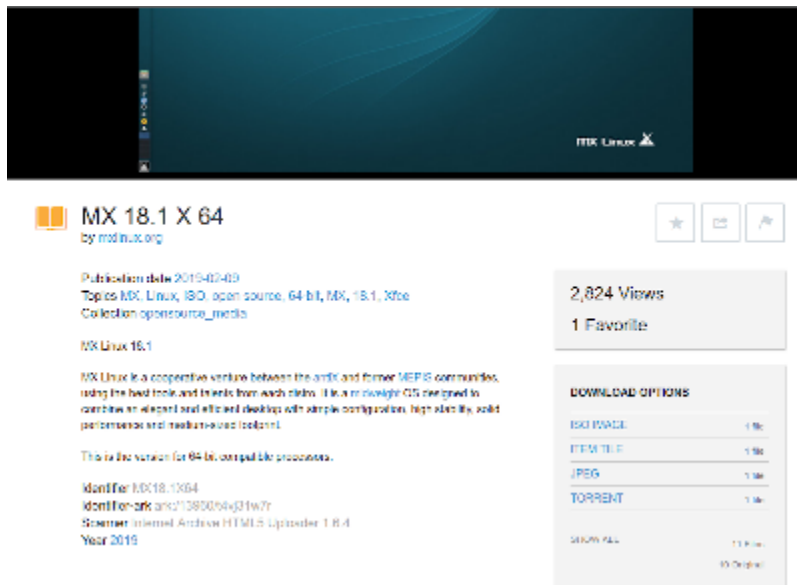 mx Linux
MX 18.1 X 64
by mxlinux.org
Publication date 2019-02-09
Topics MX, Linux, ISO, open source, 64-bit, MX, 18.1, Xfce
Collection opensource_media
MX Linux 18.1
MX Linux is a cooperative venture between the antiX and former MEPIS communities,
using the best tools and talents from each distro. It is a midweight OS designed to
combine an elegant and efficient desktop with simple configuration, high stability, solid
performance and medium-sized footprint.
This is the version for 64-bit compatible processors.
Identifier MX18.1X64
Identifier-ark
Scanner Internet Archive HTML5 Uploader 1.6.4
Year 2019
2,824 Views
1 Favorite
DOWNLOAD OPTIONS
ISO IMAGE 1 file
ITEM TILE 1 file
JPEG 1 file
TORRENT 1 file
SHOW ALL
10 Original